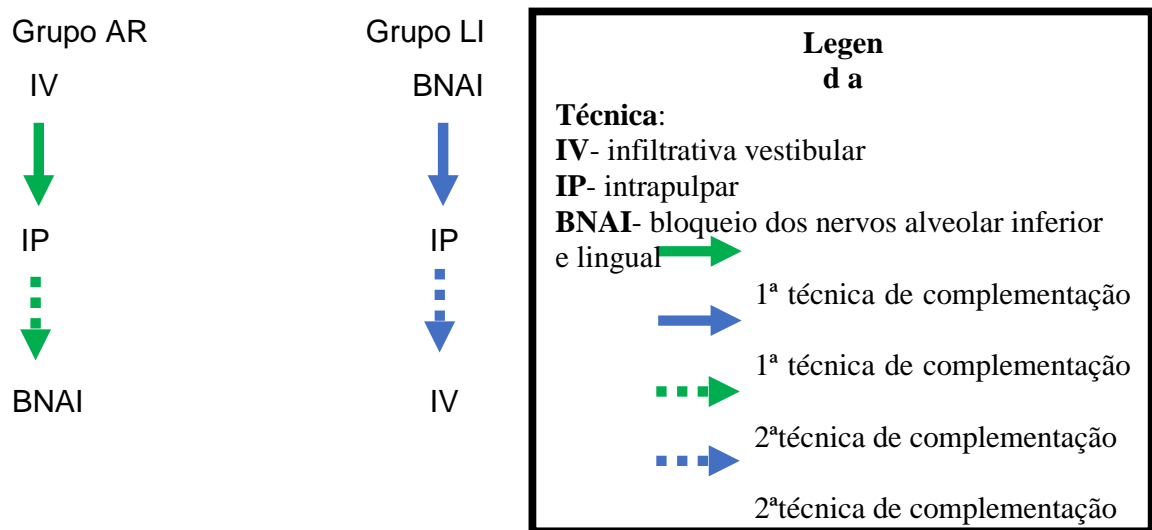 Grupo AR
IV
IP
BNAI
Grupo LI
BNAI
IP
IV
Legen
d a
Técnica:
IV- infiltrativa vestibular
IP- intrapulpar
BNAI- bloqueio dos nervos alveolar inferior
e lingual
1ª técnica de complementação
1ª técnica de complementação
2ªtécnica de complementação
2ªtécnica de complementação